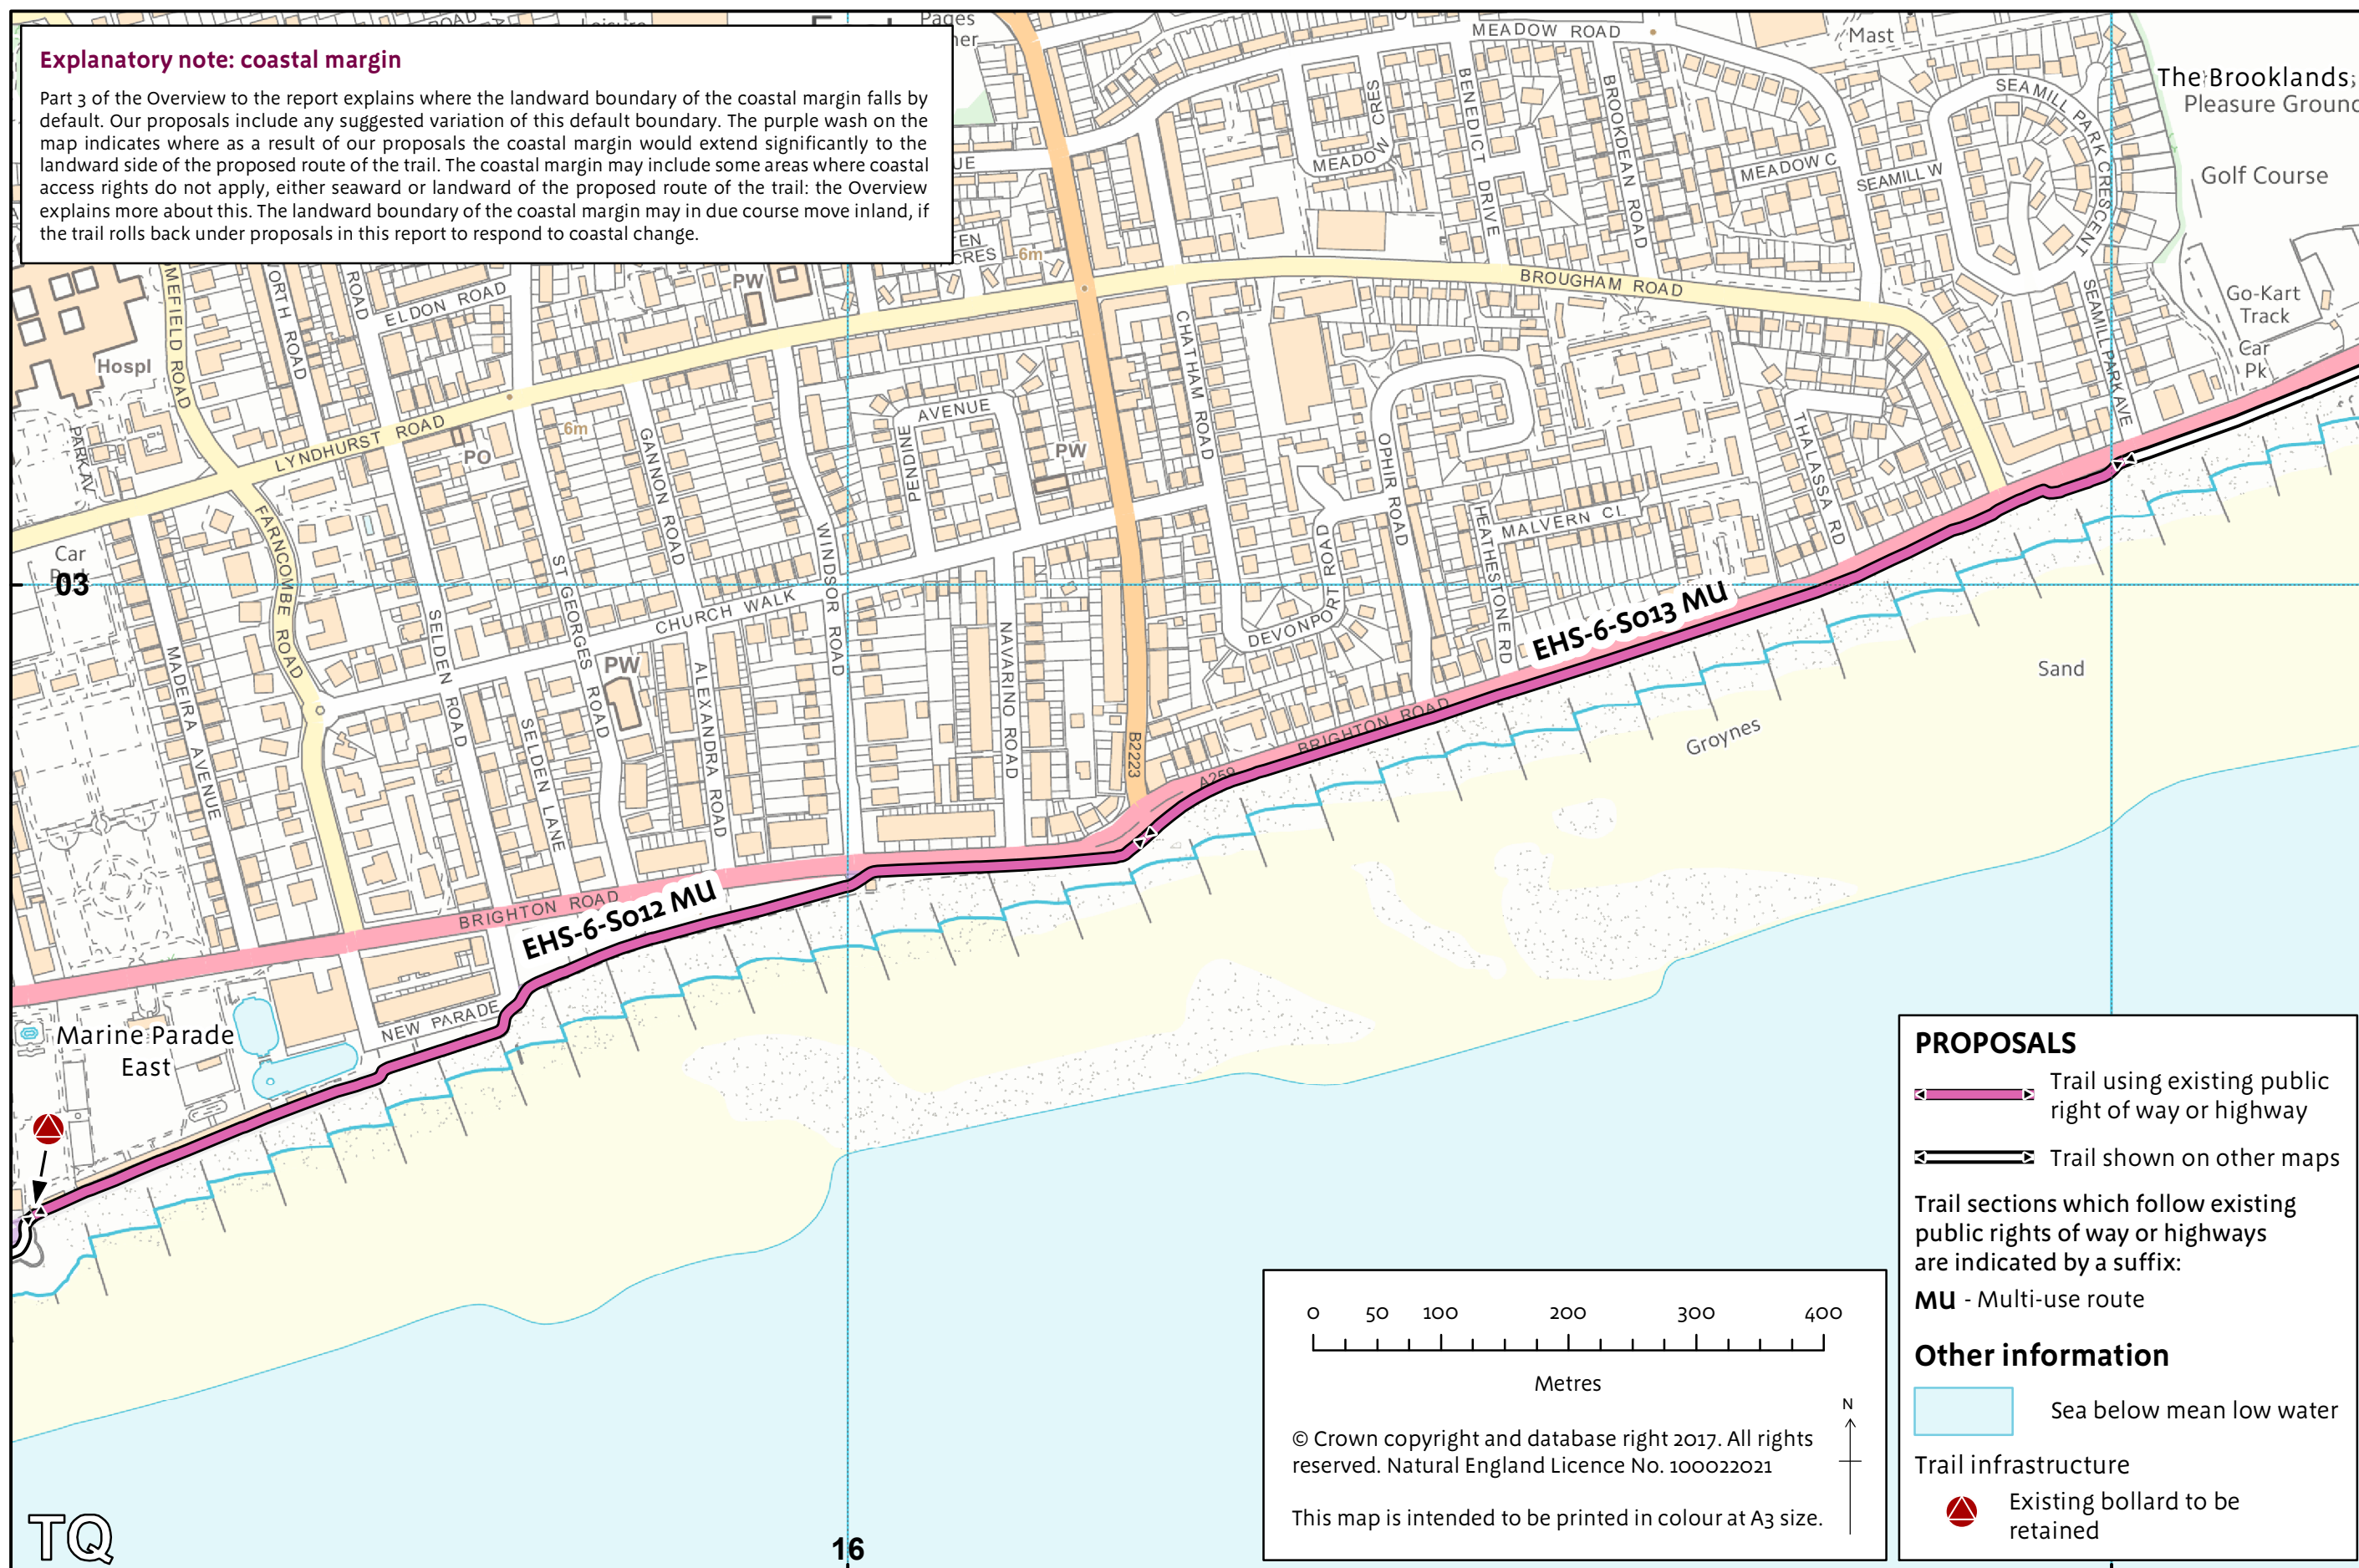 Explanatory note: coastal margin
Part 3 of the Overview to the report explains where the landward boundary of the coastal margin falls by
default. Our proposals include any suggested variation of this default boundary. The purple wash on the
map indicates where as a result of our proposals the coastal margin would extend significantly to the
landward side of the proposed route of the trail. The coastal margin may include some areas where coastal
access rights do not apply, either seaward or landward of the proposed route of the trail: the Overview
explains more about this. The landward boundary of the coastal margin may in due course move inland, if
the trail rolls back under proposals in this report to respond to coastal change.
ROAD
Pages
MEADOW ROAD
Mast
The Brooklands
Pleasure Ground
Golf Course
SEAMILL PARK CRESCENT
MEADOW CRES
BENEDICT DRIVE
BROOKDEAN ROAD
MEADOW C
SEAMILL W
UE
EN
CRES
6m
BROUGHAM ROAD
SEAMILL PARK AVE
Go-Kart
Track
Car
Pk
PW
ELDON ROAD
ROAD
ORTH ROAD
OMEFIELD ROAD
Hospl
CHATHAM ROAD
AVENUE
PENDINE
PW
LYNDHURST ROAD
PO
6m
GANNON ROAD
PARK AV
FARNCOMBE ROAD
OPHIR ROAD
THALASSA RD
MALVERN CL
HEATHESTONE RD
Car
03
ST GEORGES ROAD
WINDSOR ROAD
CHURCH WALK
SELDEN ROAD
DEVONPORT ROAD
EHS-6-S013 MU
MADEIRA AVENUE
PW
ALEXANDRA ROAD
NAVARINO ROAD
SELDEN LANE
B2223
BRIGHTON ROAD
A259
Sand
Groynes
BRIGHTON ROAD
EHS-6-S012 MU
NEW PARADE
Marine Parade
East
PROPOSALS
Trail using existing public
right of way or highway
Trail shown on other maps
Trail sections which follow existing
public rights of way or highways
are indicated by a suffix:
MU - Multi-use route
Other information
Sea below mean low water
Trail infrastructure
Existing bollard to be
retained
0 50 100 200 300 400
Metres
N
© Crown copyright and database right 2017. All rights
reserved. Natural England Licence No. 100022021
This map is intended to be printed in colour at A3 size.
TQ
16